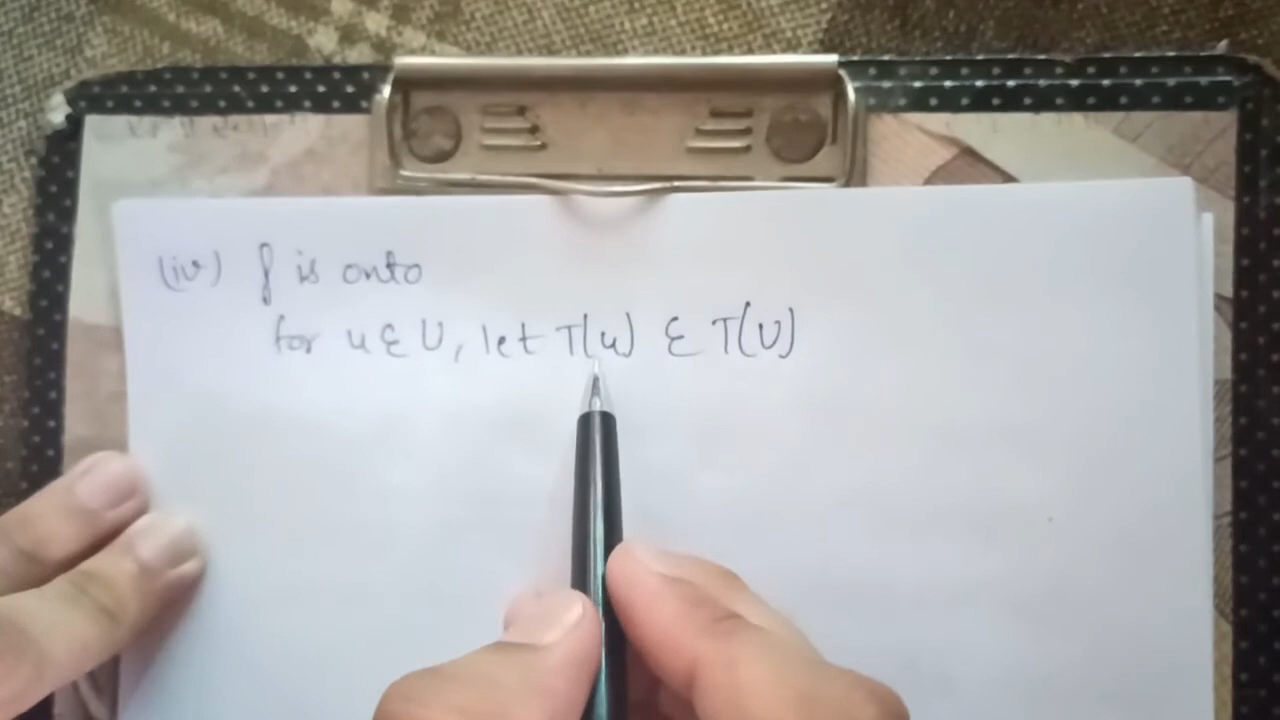 (iv) f is onto
for u ∈ U, let T(u) ∈ T(U)